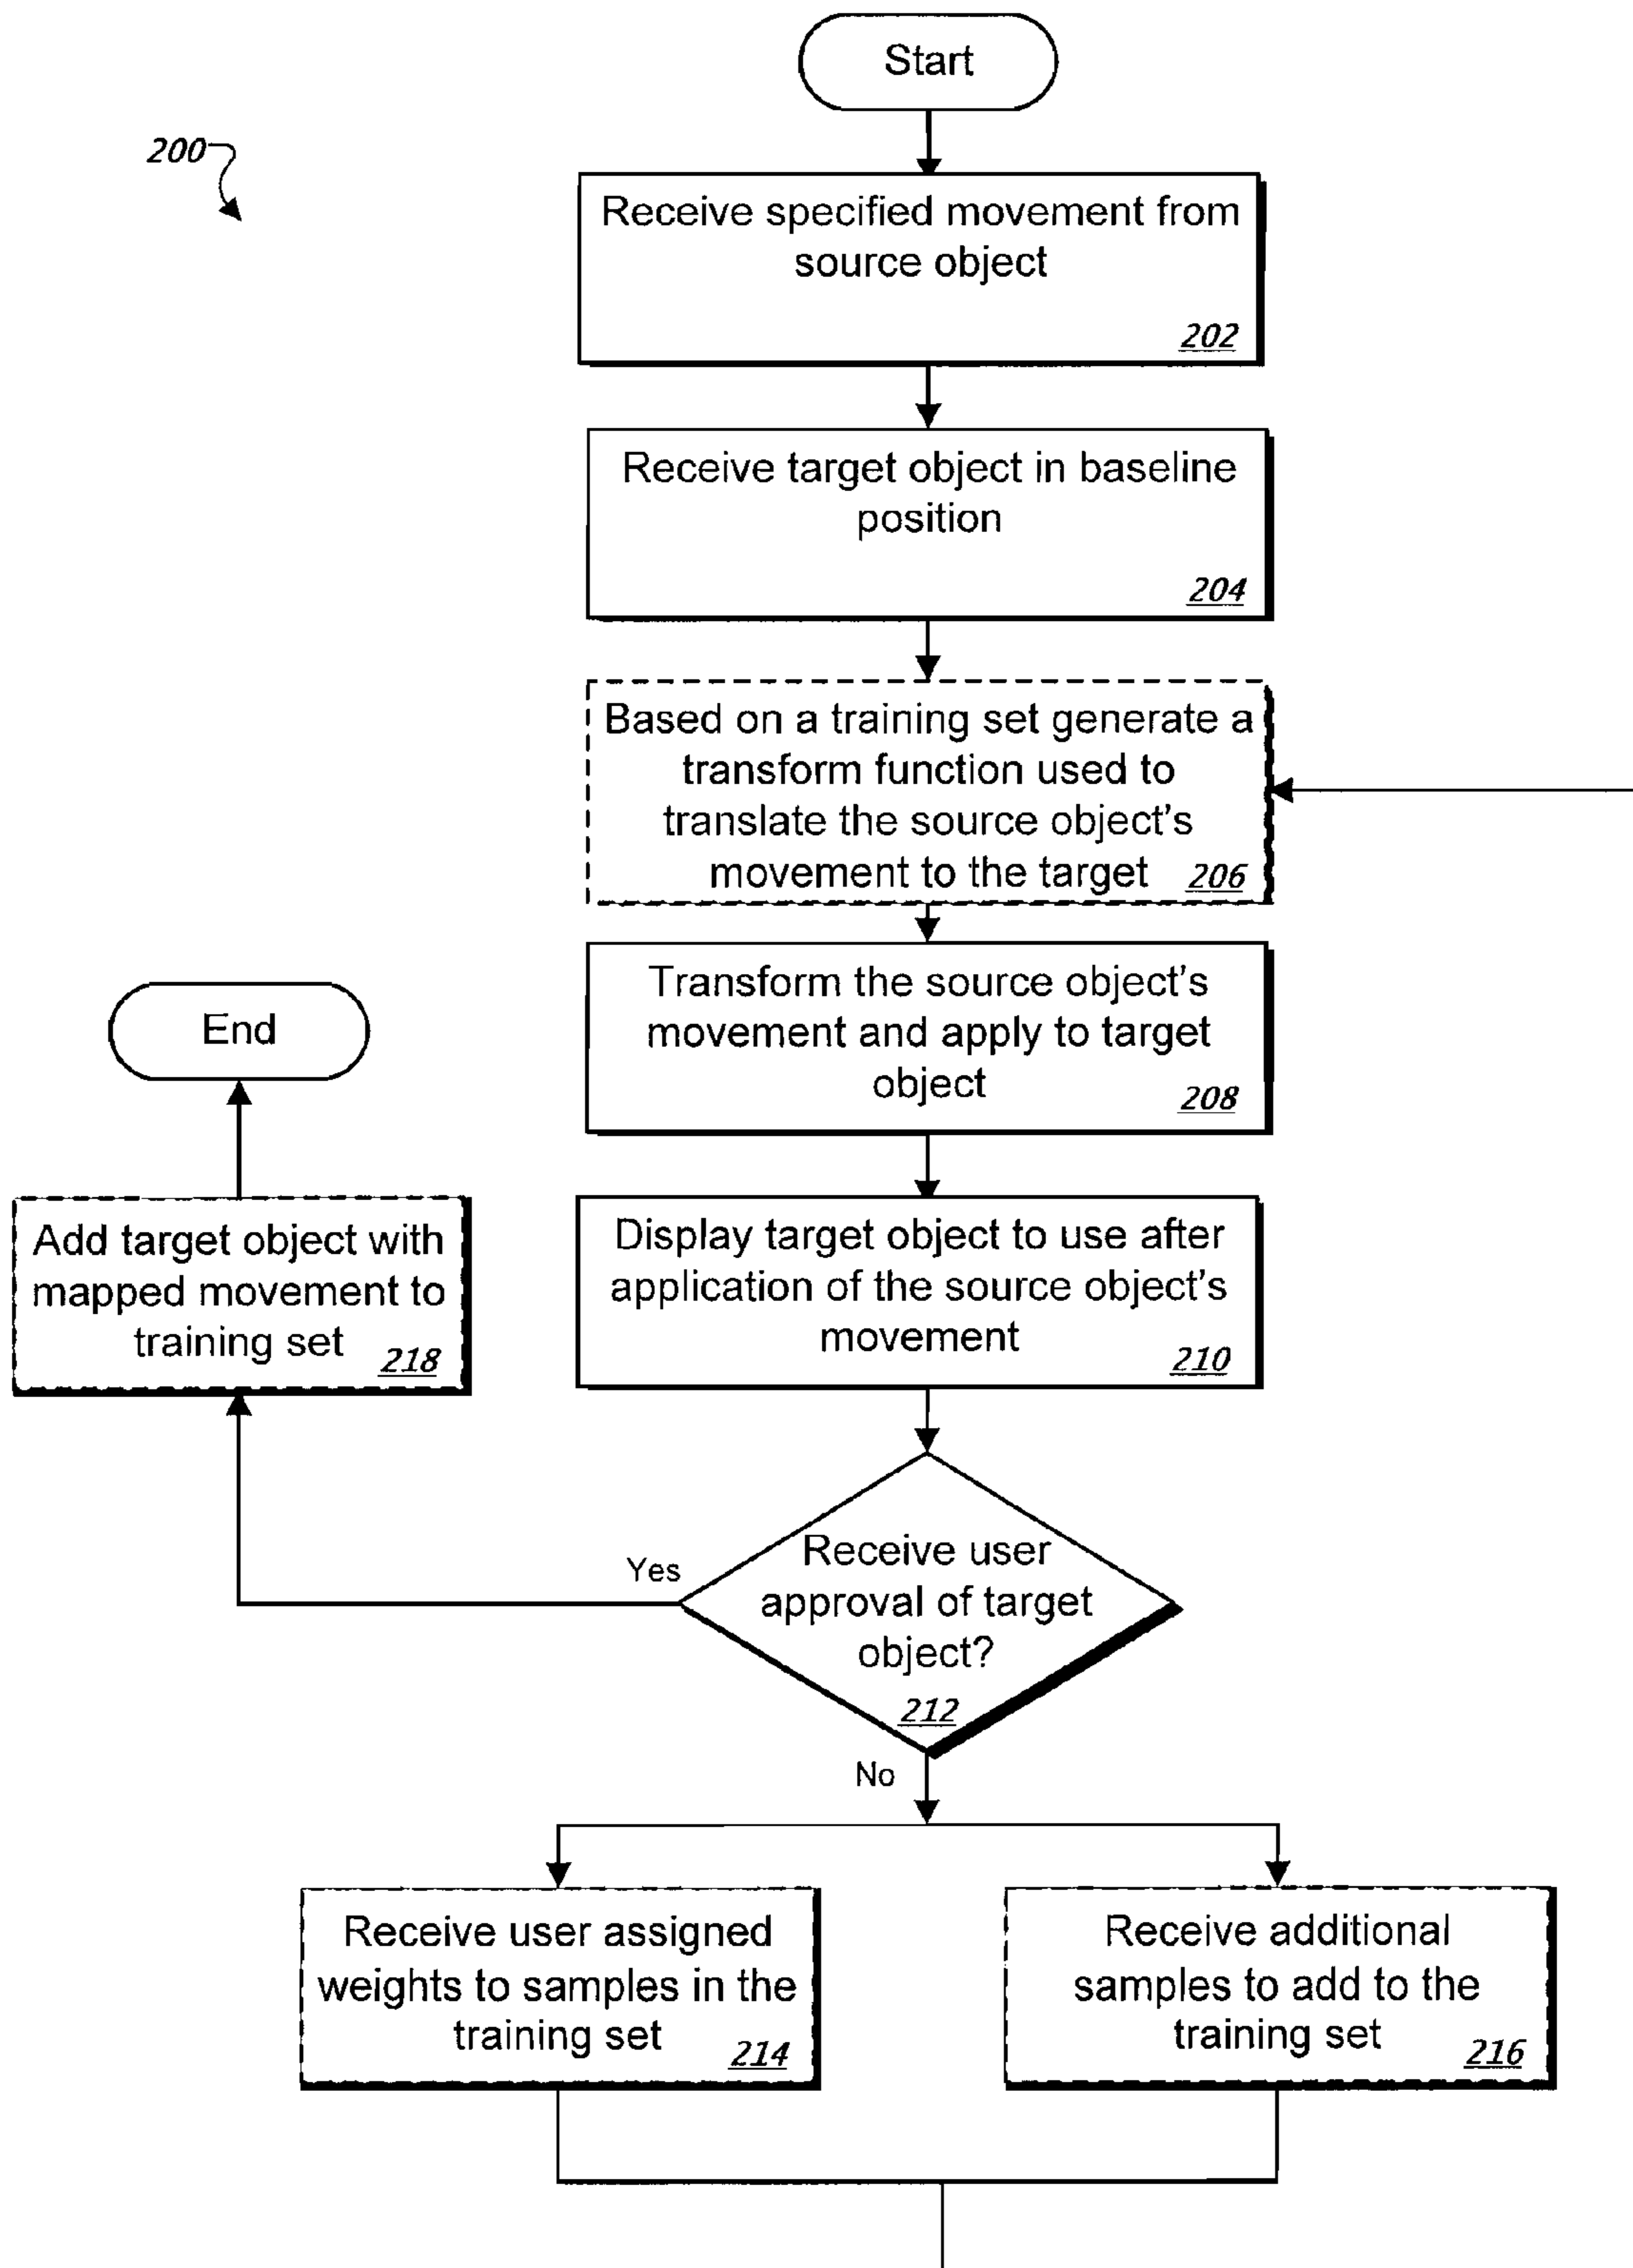 Start
200
Receive specified movement from
source object
202
Receive target object in baseline
position
204
Based on a training set generate a
transform function used to
translate the source object's
movement to the target
206
Transform the source object's
movement and apply to target
object
208
End
Display target object to use after
application of the source object's
movement
210
Add target object with
mapped movement to
training set
218
Receive user
approval of target
object?
212
Yes
No
Receive user assigned
weights to samples in the
training set
214
Receive additional
samples to add to the
training set
216